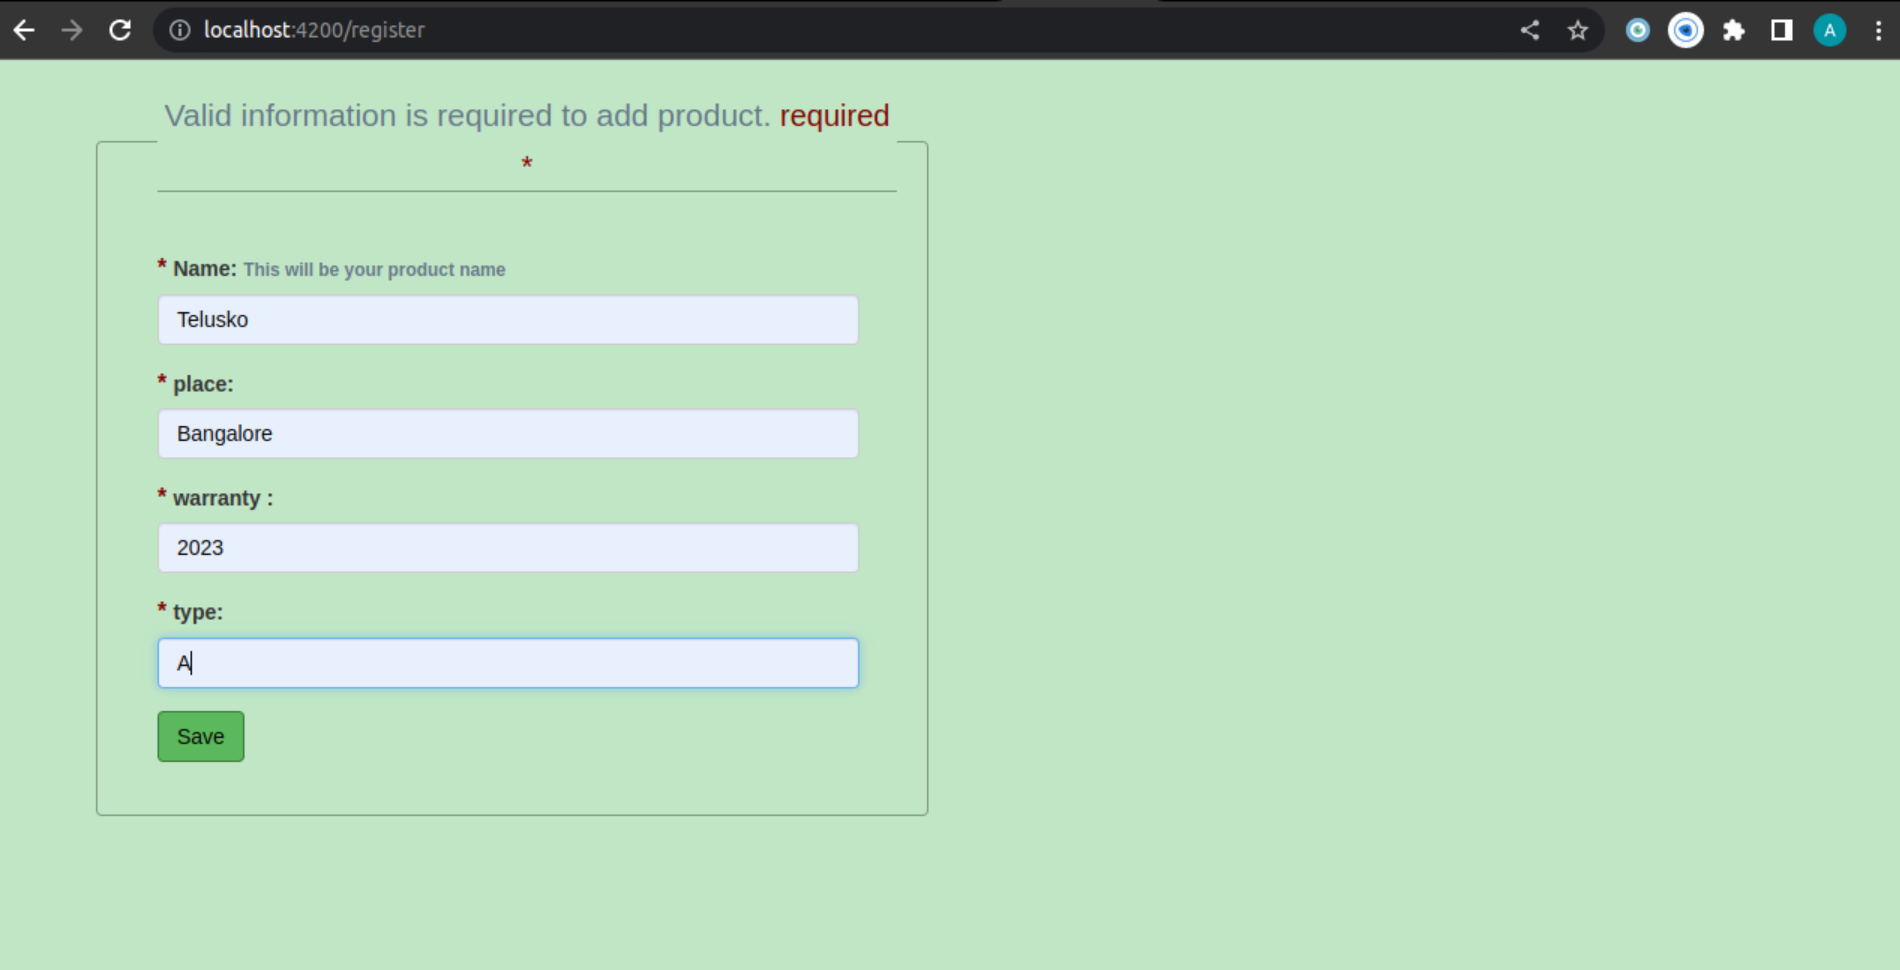 localhost:4200/register
A
Valid information is required to add product. required
*
* Name: This will be your product name
Telusko
* place:
Bangalore
* warranty :
2023
* type:
A
Save